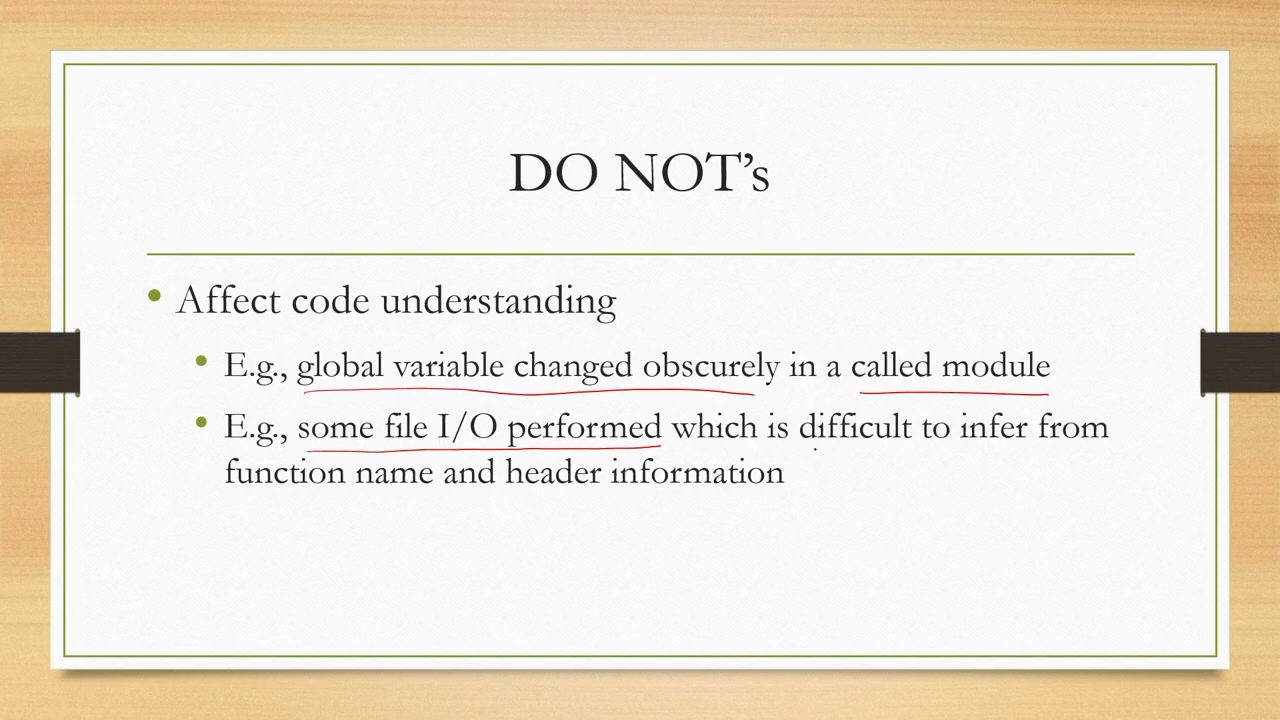 DO NOT’s
• Affect code understanding
• E.g., global variable changed obscurely in a called module
• E.g., some file I/O performed which is difficult to infer from
function name and header information